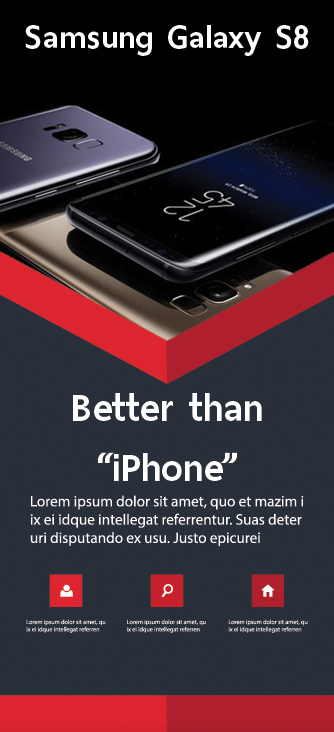 Samsung Galaxy S8
SAMSUNG
12
45
Better than
“iPhone”
Lorem ipsum dolor sit amet, quo et mazim i
ix ei idque intellegat referrentur. Suas deter
uri disputando ex usu. Justo epicurei
Lorem ipsum dolor sit amet, qu
ix ei idque intellegat referren
Lorem ipsum dolor sit amet, qu
ix ei idque intellegat referren
Lorem ipsum dolor sit amet, qu
ix ei idque intellegat referren